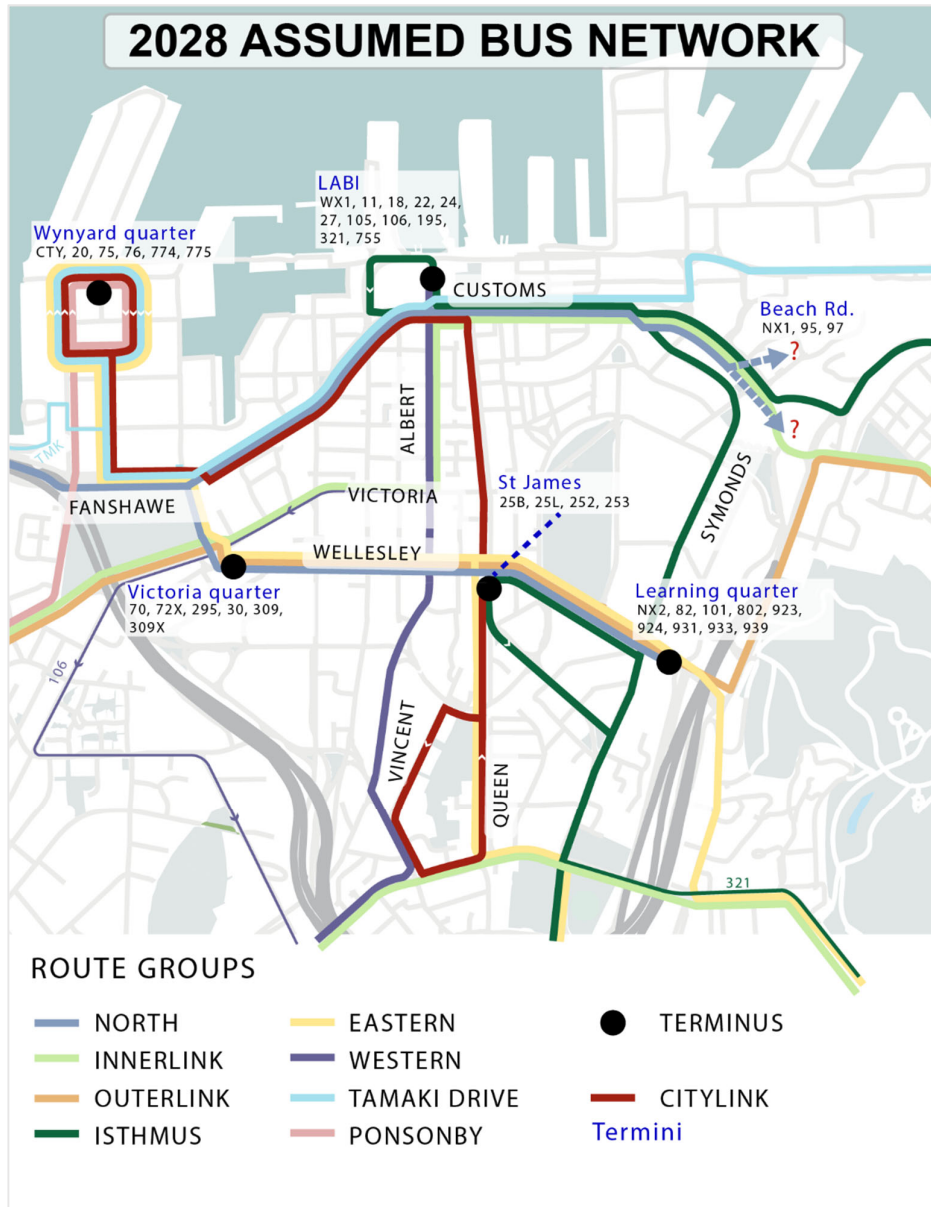 2028 ASSUMED BUS NETWORK
LABI
WX1, 11, 18, 22, 24,
27, 105, 106, 195,
321, 755
Wynyard quarter
CTY, 20, 75, 76, 774, 775
CUSTOMS
Beach Rd.
NX1, 95, 97
?
?
ALBERT
TMK
SYMONDS
St James
25B, 25L, 252, 253
VICTORIA
FANSHAWE
WELLESLEY
Victoria quarter
70, 72X, 295, 30, 309,
309X
Learning quarter
NX2, 82, 101, 802, 923,
924, 931, 933, 939
106
VINCENT
QUEEN
321
ROUTE GROUPS
NORTH
EASTERN
TERMINUS
INNERLINK
WESTERN
OUTERLINK
TAMAKI DRIVE
CITYLINK
ISTHMUS
PONSONBY
Termini